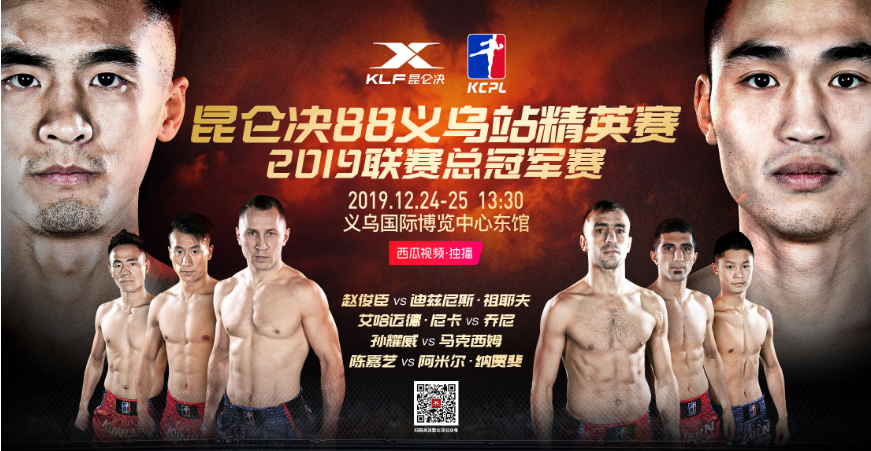 KLF昆仑决
KCPL
昆仑决88义乌站精英赛
2019联赛总冠军赛
2019.12.24-25 13:30
义乌国际博览中心东馆
西瓜视频·独播
赵俊臣 vs 迪兹尼斯·祖耶夫
艾哈迈德·尼卡 vs 乔尼
孙耀威 vs 马克西姆
陈嘉艺 vs 阿米尔·纳贾斐